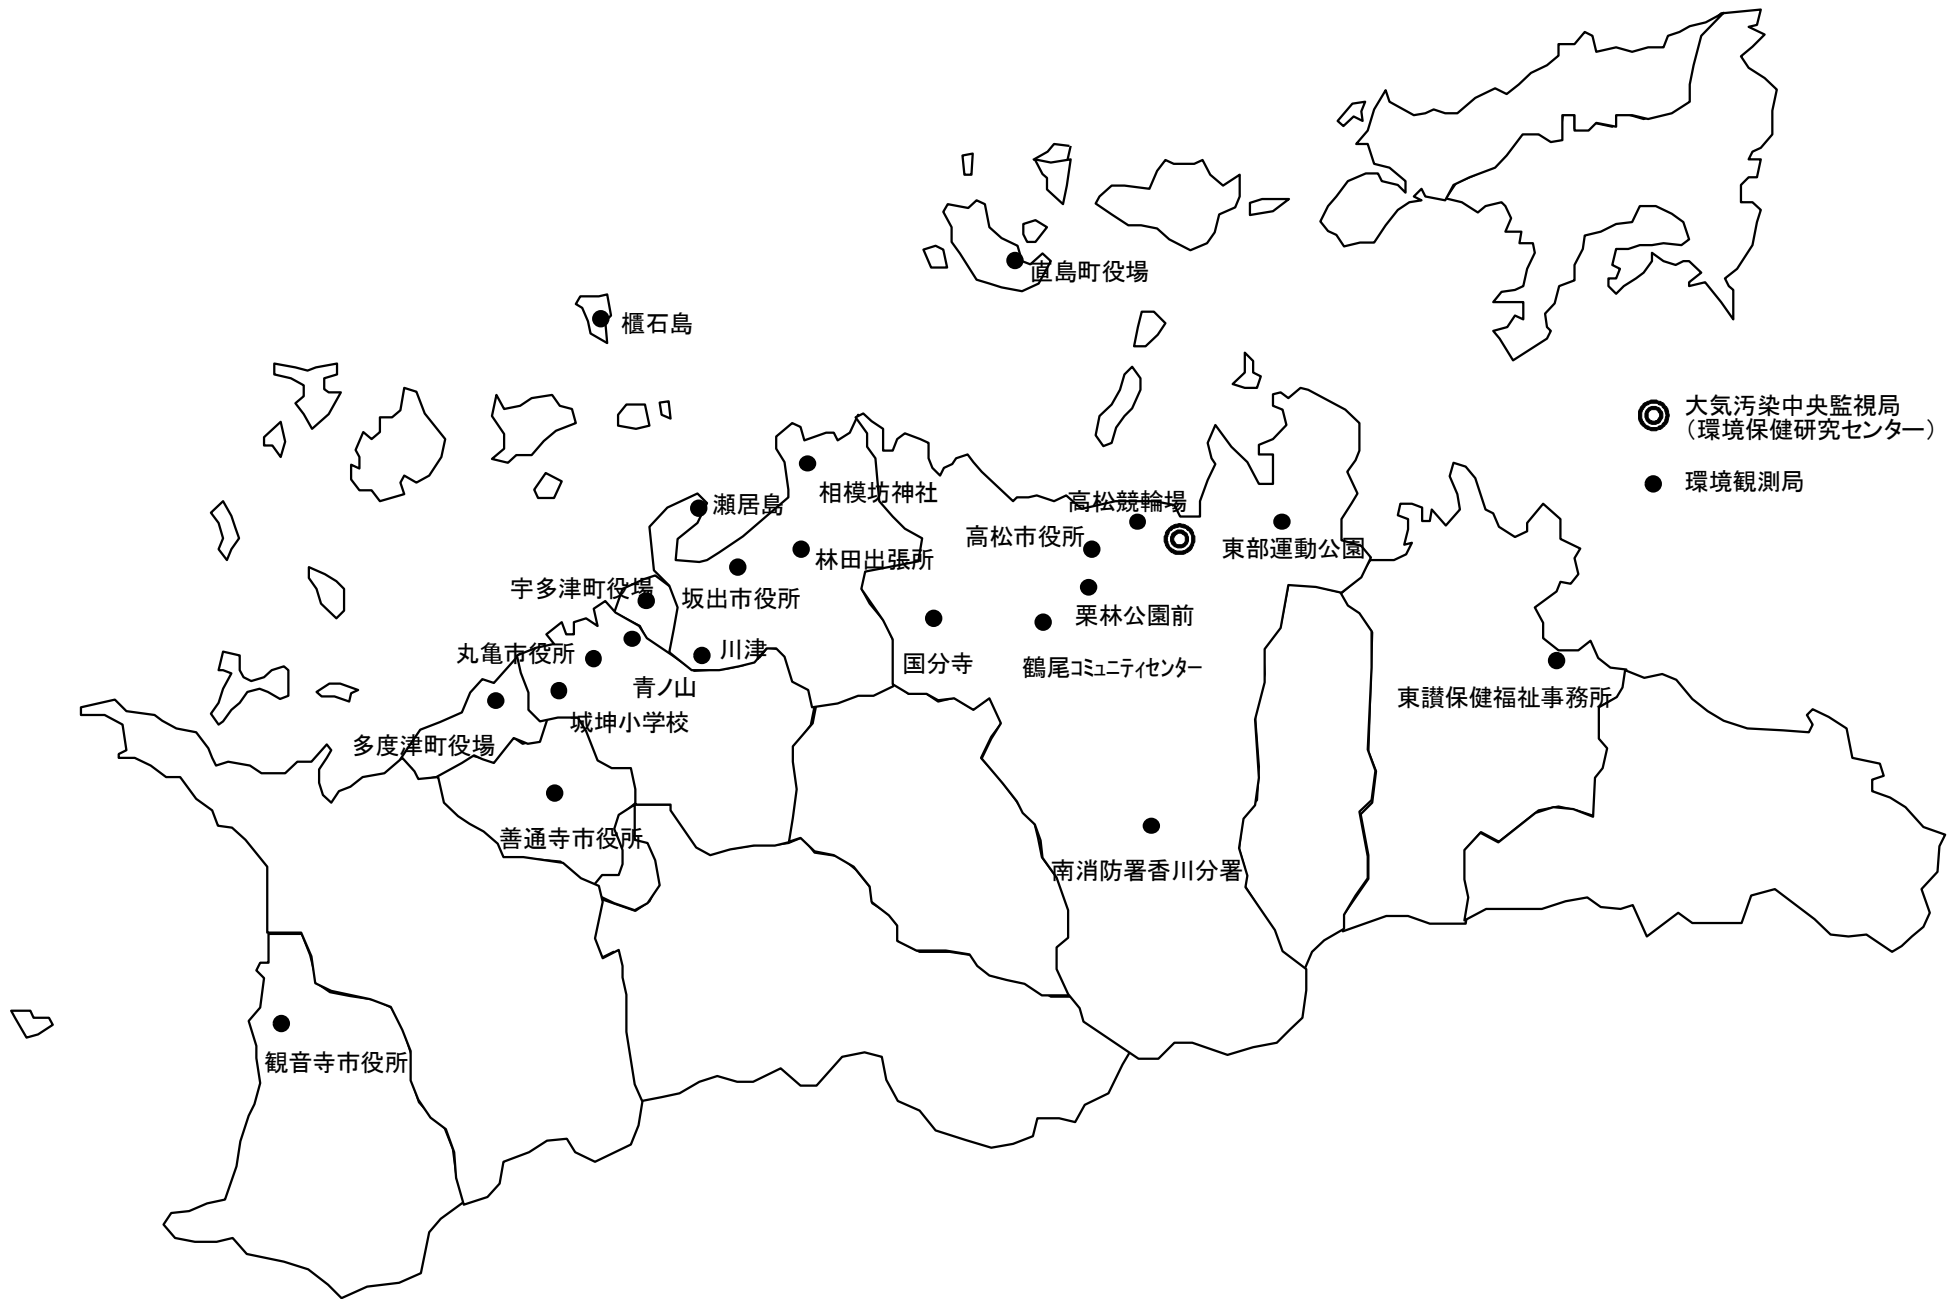 直島町役場
櫃石島
大気汚染中央監視局
（環境保健研究センター）
環境観測局
相模坊神社
瀬居島
高松競輪場
高松市役所
東部運動公園
林田出張所
宇多津町役場
坂出市役所
栗林公園前
丸亀市役所
川津
国分寺
鶴尾コミュニティセンター
青ノ山
東讃保健福祉事務所
城坤小学校
多度津町役場
善通寺市役所
南消防署香川分署
観音寺市役所